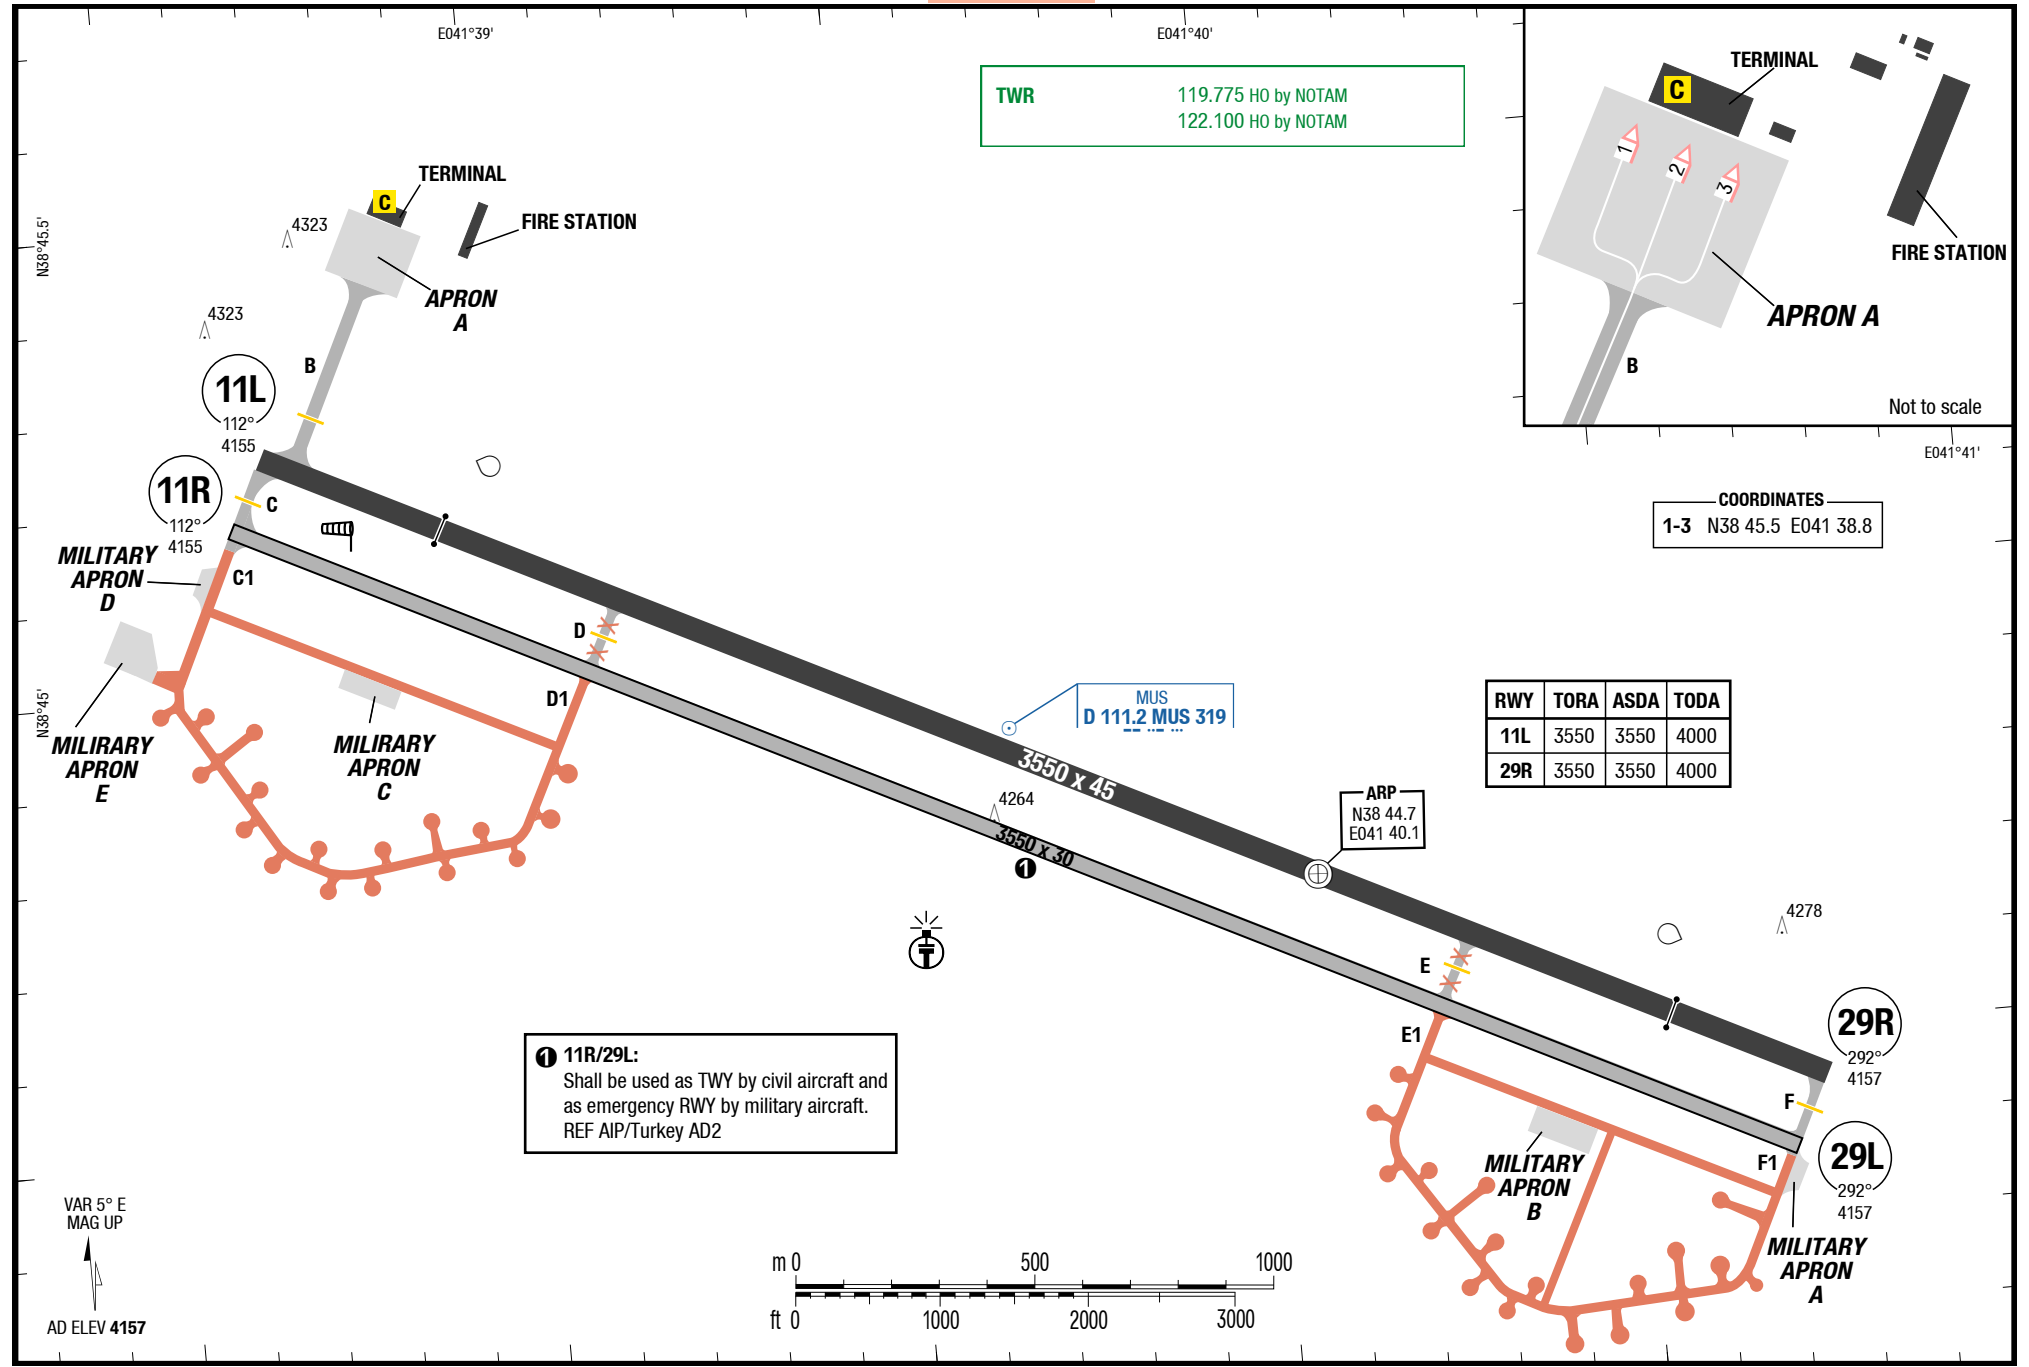 E041°39'
E041°40'
TWR 119.775 HO by NOTAM
122.100 HO by NOTAM
TERMINAL
C
1
2
3
FIRE STATION
APRON A
B
Not to scale
E041°41'
N38°45.5'
TERMINAL
C
4323
FIRE STATION
APRON
A
4323
B
11L
112°
4155
11R
112°
4155
C
MILITARY
APRON
D
C1
D
D1
N38°45'
MILIRARY
APRON
E
MILIRARY
APRON
C
COORDINATES
1-3 N38 45.5 E041 38.8
RWY TORA ASDA TODA
11L 3550 3550 4000
29R 3550 3550 4000
MUS
D 111.2 MUS 319
3550 x 45
4264
3550 x 30
1
ARP
N38 44.7
E041 40.1
4278
E
E1
29R
292°
4157
F
F1
29L
292°
4157
MILITARY
APRON
B
MILITARY
APRON
A
1 11R/29L:
Shall be used as TWY by civil aircraft and
as emergency RWY by military aircraft.
REF AIP/Turkey AD2
VAR 5° E
MAG UP
AD ELEV 4157
m 0 500 1000
ft 0 1000 2000 3000